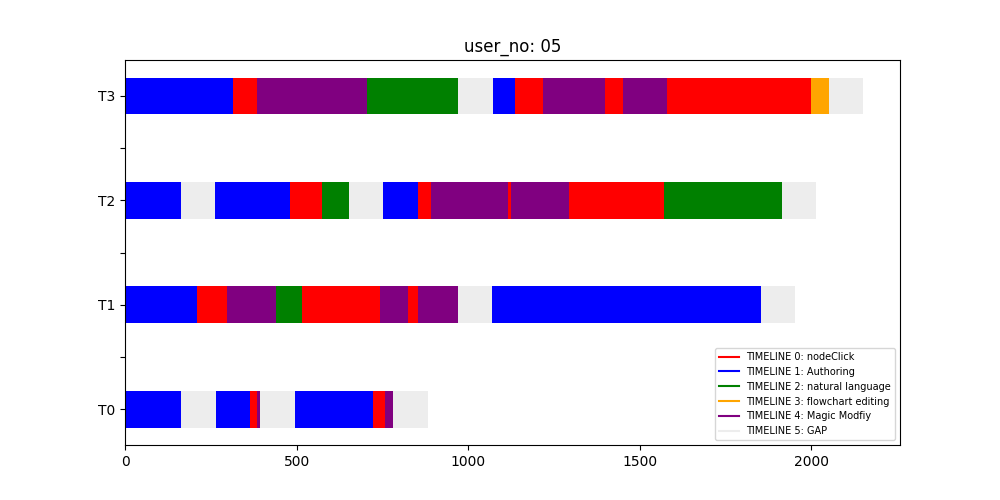 user_no: 05
T3
T2
T1
T0
TIMELINE 0: nodeClick
TIMELINE 1: Authoring
TIMELINE 2: natural language
TIMELINE 3: flowchart editing
TIMELINE 4: Magic Modfiy
TIMELINE 5: GAP
0 500 1000 1500 2000